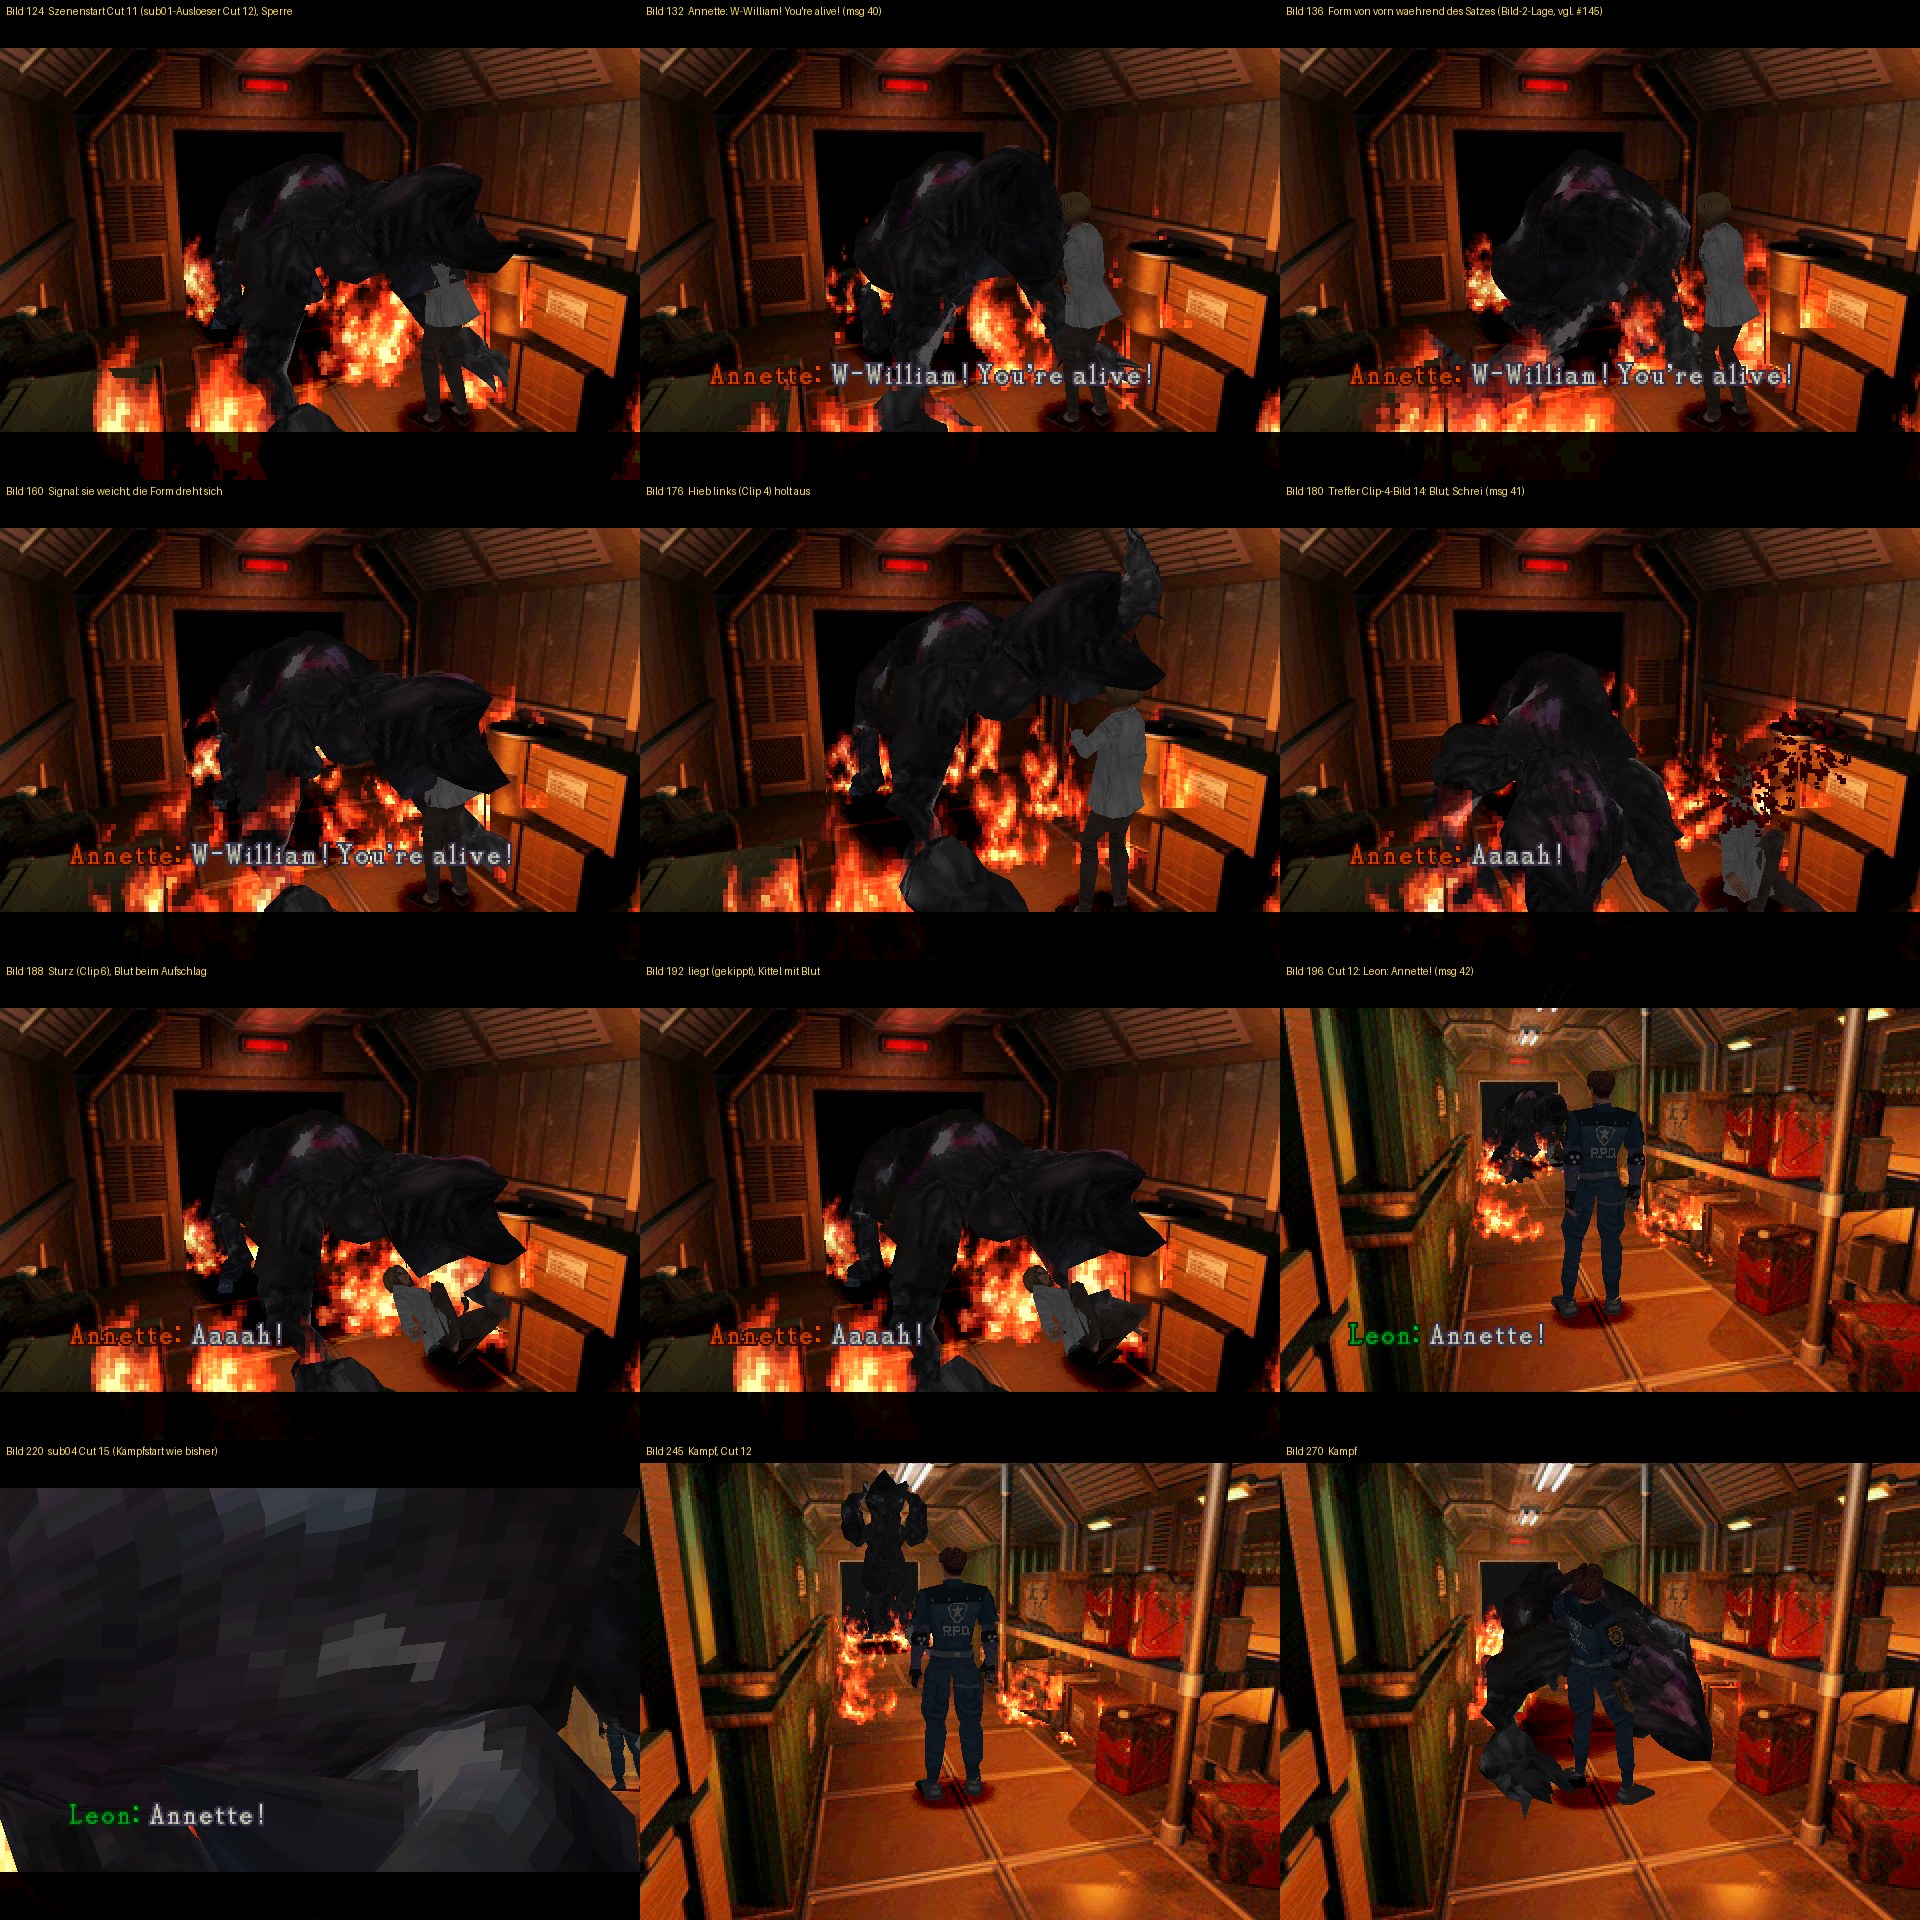 Bild 124 Szenenstart Cut 11 (sub01-Ausloeser Cut 12), Sperre
Bild 132 Annette: W-William! You're alive! (msg 40)
Bild 136 Form von vorn waehrend des Satzes (Bild-2-Lage, vgl. #145)
Annette: W-William! You're alive!
Annette: W-William! You're alive!
Bild 160 Signal: sie weicht, die Form dreht sich
Bild 176 Hieb links (Clip 4) holt aus
Bild 180 Treffer Clip-4-Bild 14: Blut, Schrei (msg 41)
Annette: W-William! You're alive!
Annette: Aaaah!
Bild 188 Sturz (Clip 6), Blut beim Aufschlag
Bild 192 liegt (gekippt), Kittel mit Blut
Bild 196 Cut 12: Leon: Annette! (msg 42)
R.P.D.
Annette: Aaaah!
Annette: Aaaah!
Leon: Annette!
Bild 220 sub04 Cut 15 (Kampfstart wie bisher)
Bild 245 Kampf, Cut 12
Bild 270 Kampf
R.P.D.
Leon: Annette!